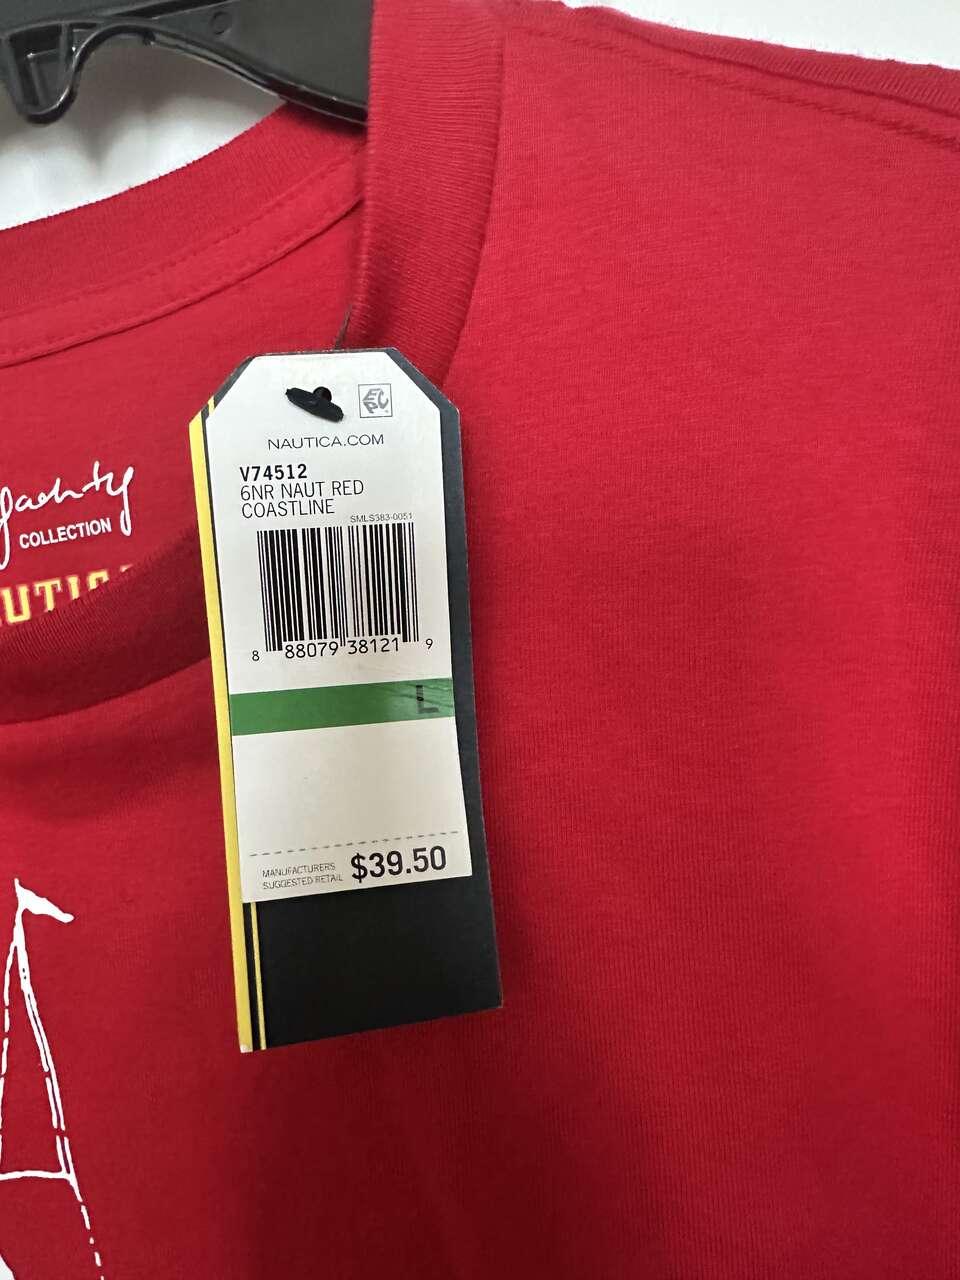 EPC
NAUTICA.COM
V74512
6NR NAUT RED
COASTLINE
SMLS383-0051
8 88079 38121 9
L
MANUFACTURERS
SUGGESTED RETAIL $39.50
COLLECTION